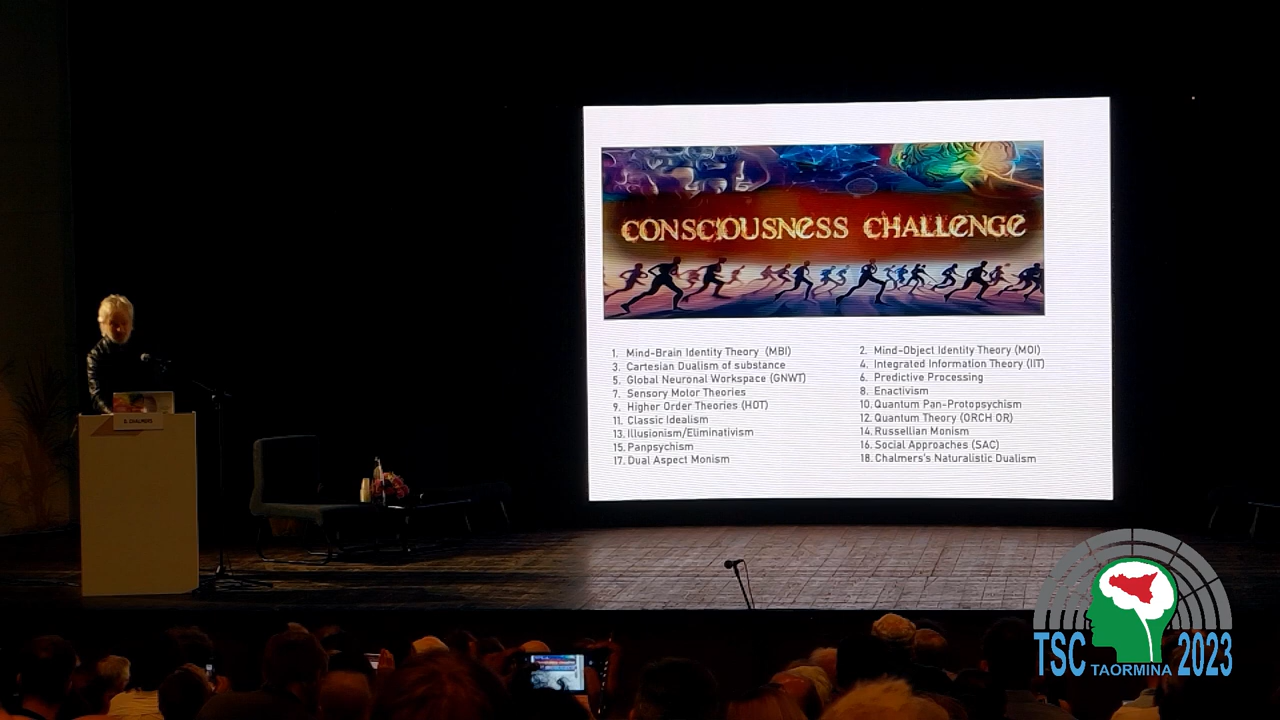 CONSCIOUSNESS CHALLENGE
1. Mind-Brain Identity Theory (MBI)
2. Mind-Object Identity Theory (MOI)
3. Cartesian Dualism of substance
4. Integrated Information Theory (IIT)
5. Global Neuronal Workspace (GNWT)
6. Predictive Processing
7. Sensory Motor Theories
8. Enactivism
9. Higher Order Theories (HOT)
10. Quantum Pan-Protopsychism
11. Classic Idealism
12. Quantum Theory (ORCH OR)
13. Illusionism/Eliminativism
14. Russellian Monism
15. Panpsychism
16. Social Approaches (SAC)
17. Dual Aspect Monism
18. Chalmers's Naturalistic Dualism
D. CHALMERS
TSC TAORMINA 2023